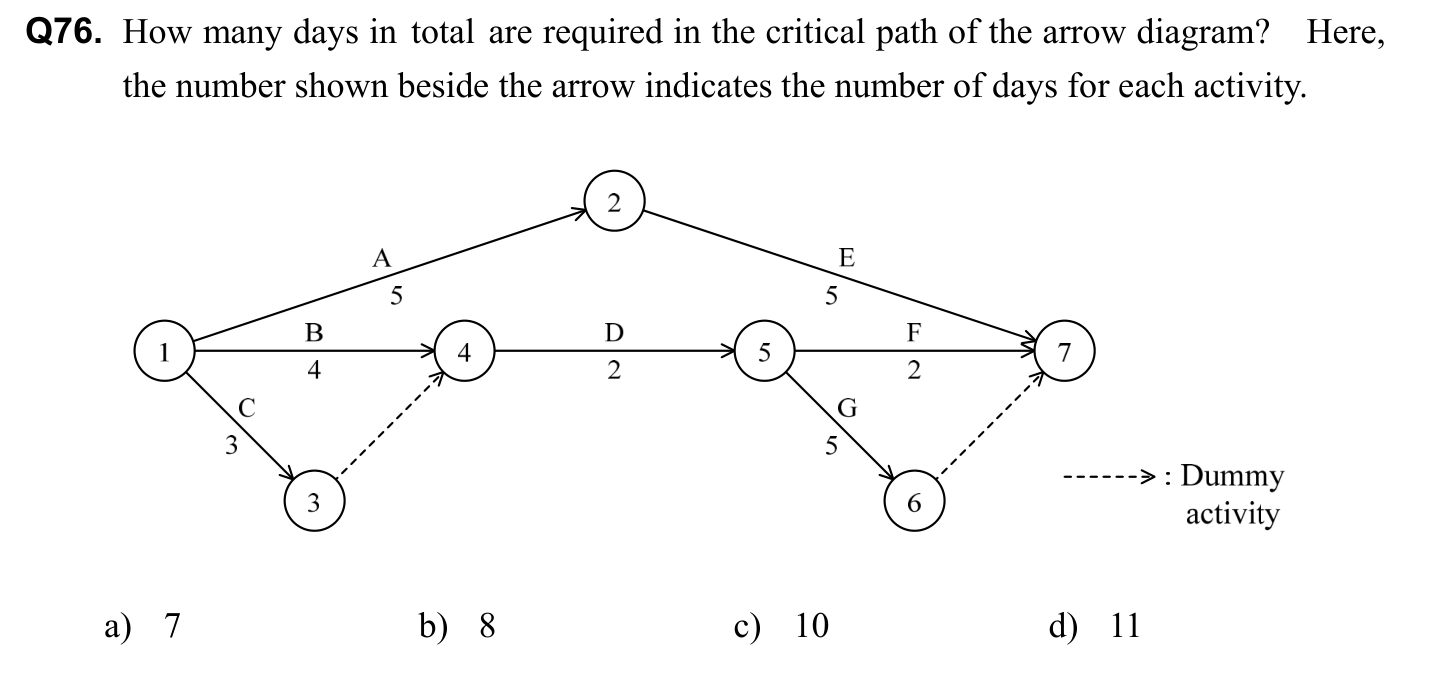 Q76. How many days in total are required in the critical path of the arrow diagram? Here,
the number shown beside the arrow indicates the number of days for each activity.
2
A
E
5
5
B
D
F
1
4
5
7
4
2
2
C
G
3
5
3
6
: Dummy
activity
a) 7 b) 8 c) 10 d) 11